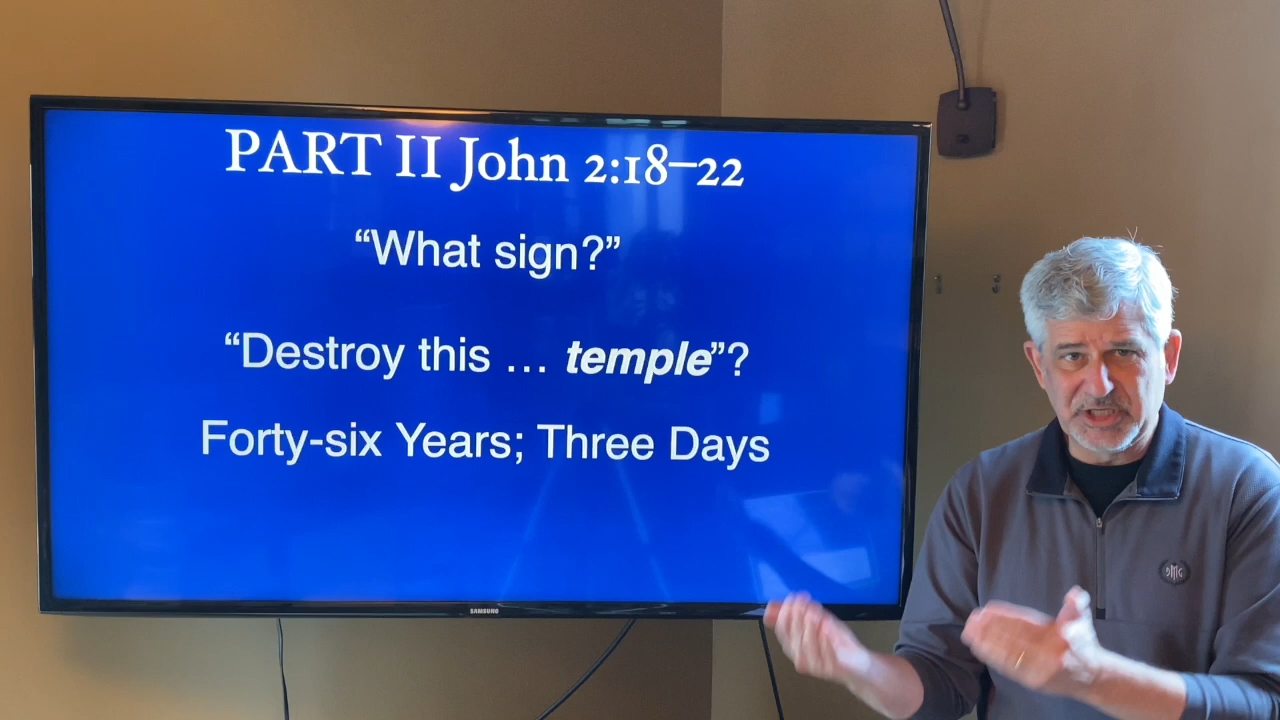 PART II John 2:18–22
“What sign?”
“Destroy this … temple”?
Forty-six Years; Three Days
SAMSUNG